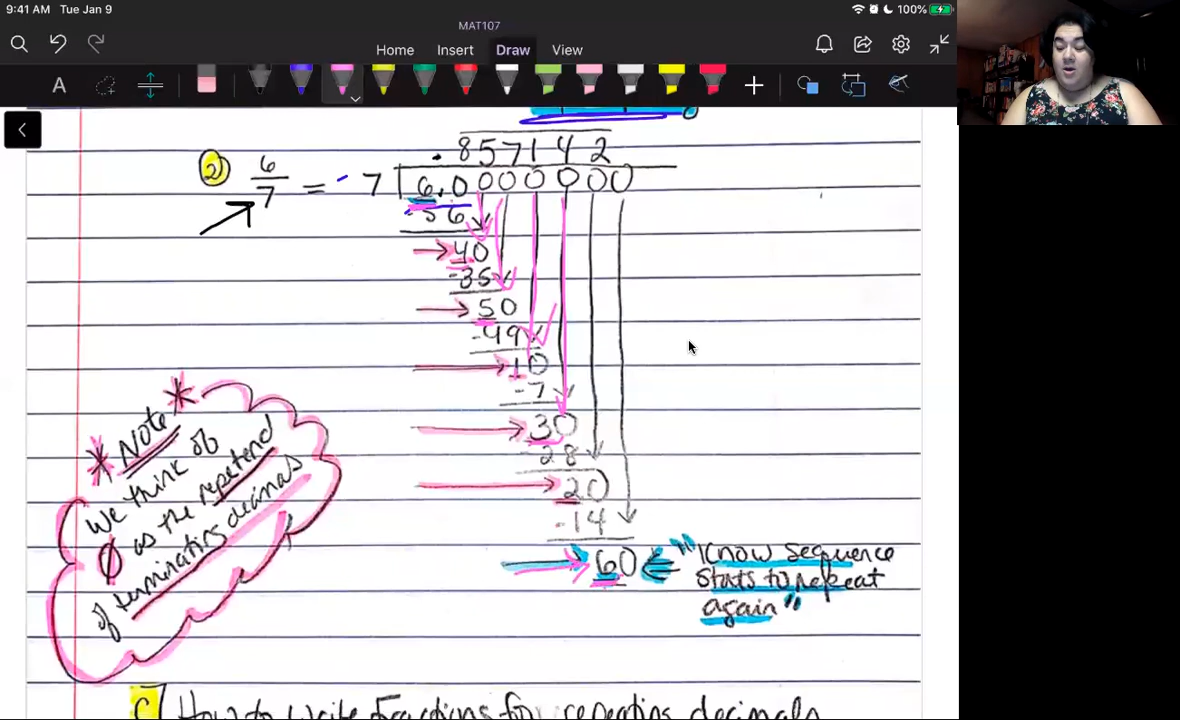 9:41 AM Tue Jan 9
100%
MAT107
Home Insert Draw View
A
.857142
2) 6/7 = 7 6.0000000
-56
40
-35
50
-49
10
-7
30
-28
20
-14
60
"Know sequence
stats to repeat
again"
* Note *
We think of
0 as the repetend
of terminating decimals
C How to write fractions for repeating decimals